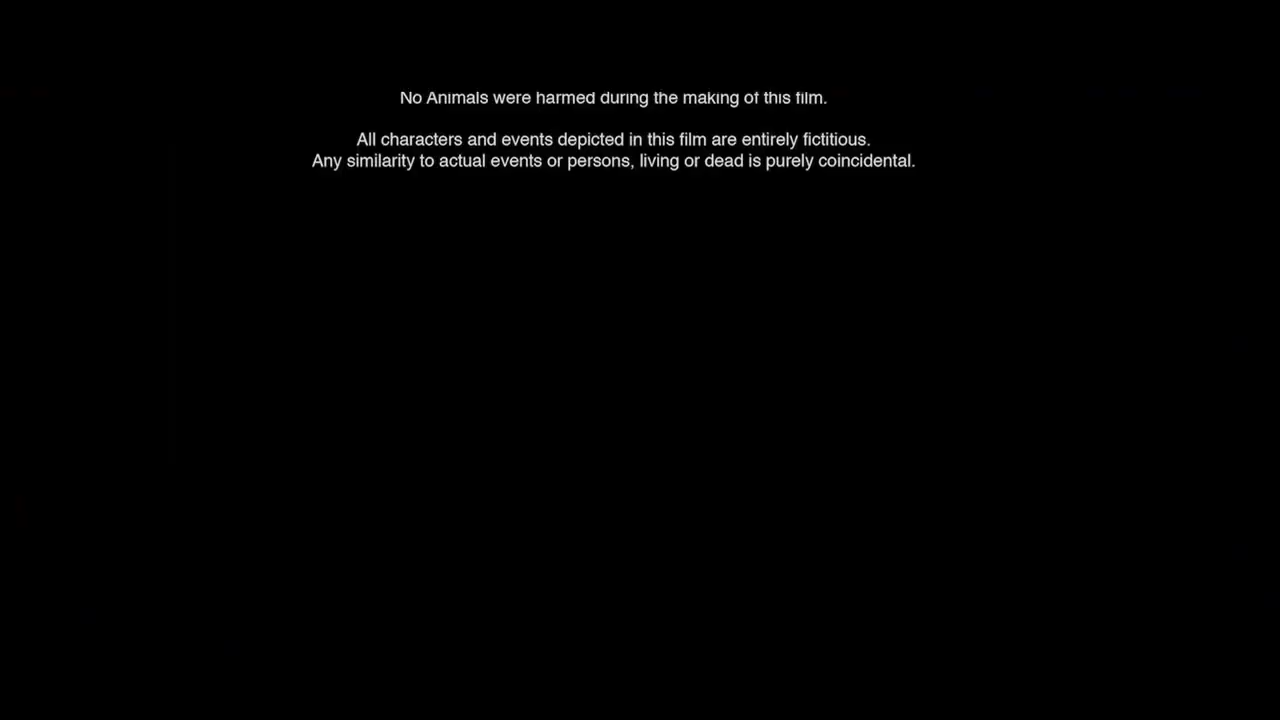 No Animals were harmed during the making of this film.
All characters and events depicted in this film are entirely fictitious.
Any similarity to actual events or persons, living or dead is purely coincidental.